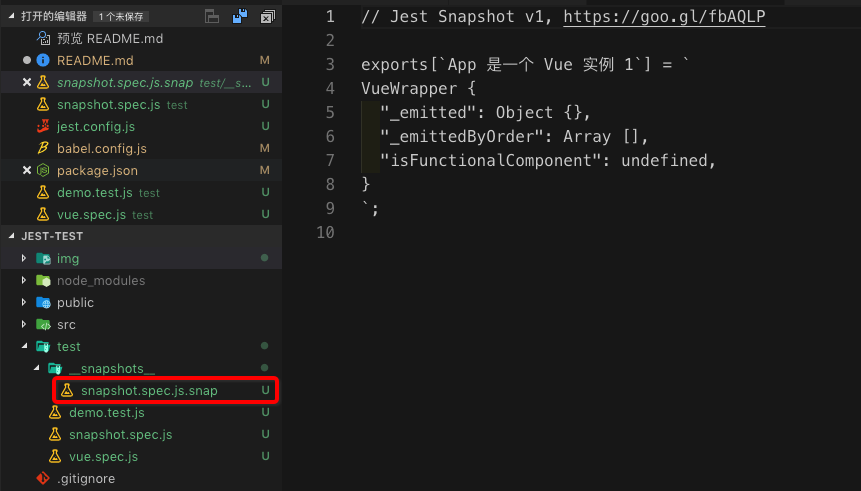 打开的编辑器 1 个未保存
预览 README.md
README.md M
snapshot.spec.js.snap test/__s... U
snapshot.spec.js test U
jest.config.js U
babel.config.js M
package.json M
demo.test.js test U
vue.spec.js test U
JEST-TEST
img
node_modules
public
src
test
__snapshots__
snapshot.spec.js.snap U
demo.test.js U
snapshot.spec.js U
vue.spec.js U
.gitignore
1 // Jest Snapshot v1, https://goo.gl/fbAQLP
2
3 exports[`App 是一个 Vue 实例 1`] = `
4 VueWrapper {
5 "_emitted": Object {},
6 "_emittedByOrder": Array [],
7 "isFunctionalComponent": undefined,
8 }
9 `;
10